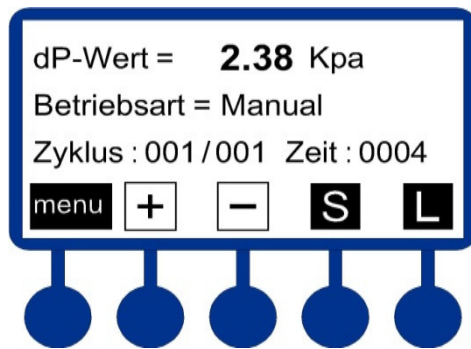 dP-Wert = 2.38 Kpa
Betriebsart = Manual
Zyklus : 001/001 Zeit : 0004
menu + − S L